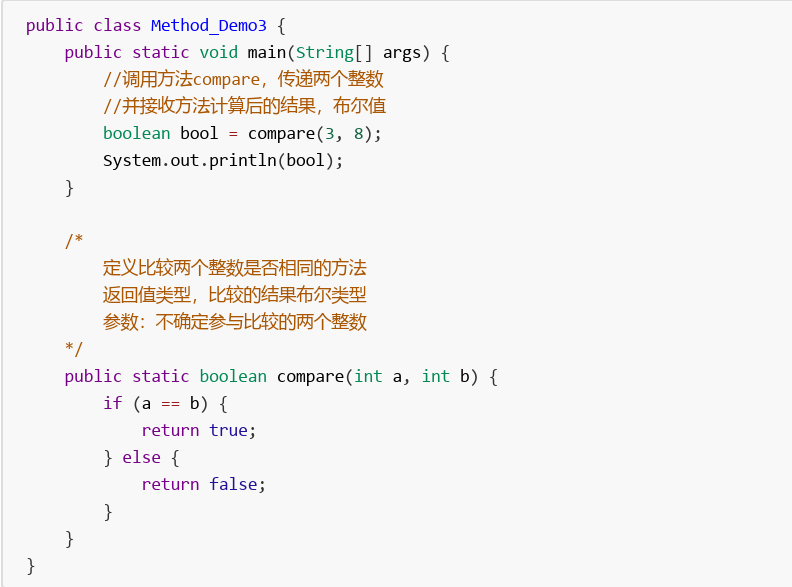 public class Method_Demo3 {
    public static void main(String[] args) {
        //调用方法compare，传递两个整数
        //并接收方法计算后的结果，布尔值
        boolean bool = compare(3, 8);
        System.out.println(bool);
    }

    /*
        定义比较两个整数是否相同的方法
        返回值类型，比较的结果布尔类型
        参数：不确定参与比较的两个整数
    */
    public static boolean compare(int a, int b) {
        if (a == b) {
            return true;
        } else {
            return false;
        }
    }
}